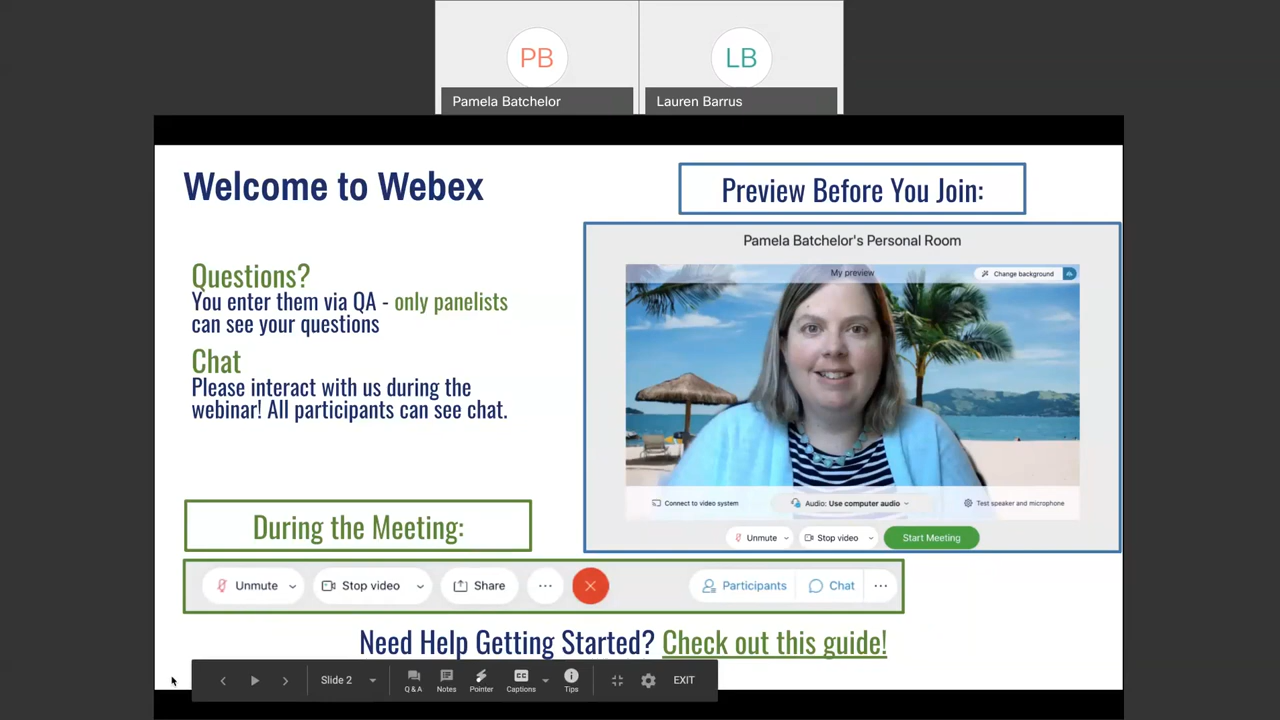 PB
LB
Pamela Batchelor
Lauren Barrus
Welcome to Webex
Preview Before You Join:
Pamela Batchelor's Personal Room
My preview
Change background
Questions?
You enter them via QA - only panelists
can see your questions
Chat
Please interact with us during the
webinar! All participants can see chat.
Connect to video system
Audio: Use computer audio
Test speaker and microphone
Unmute
Stop video
Start Meeting
During the Meeting:
Unmute
Stop video
Share
Participants
Chat
Need Help Getting Started? Check out this guide!
Slide 2
Q & A
Notes
Pointer
CC
Captions
Tips
EXIT